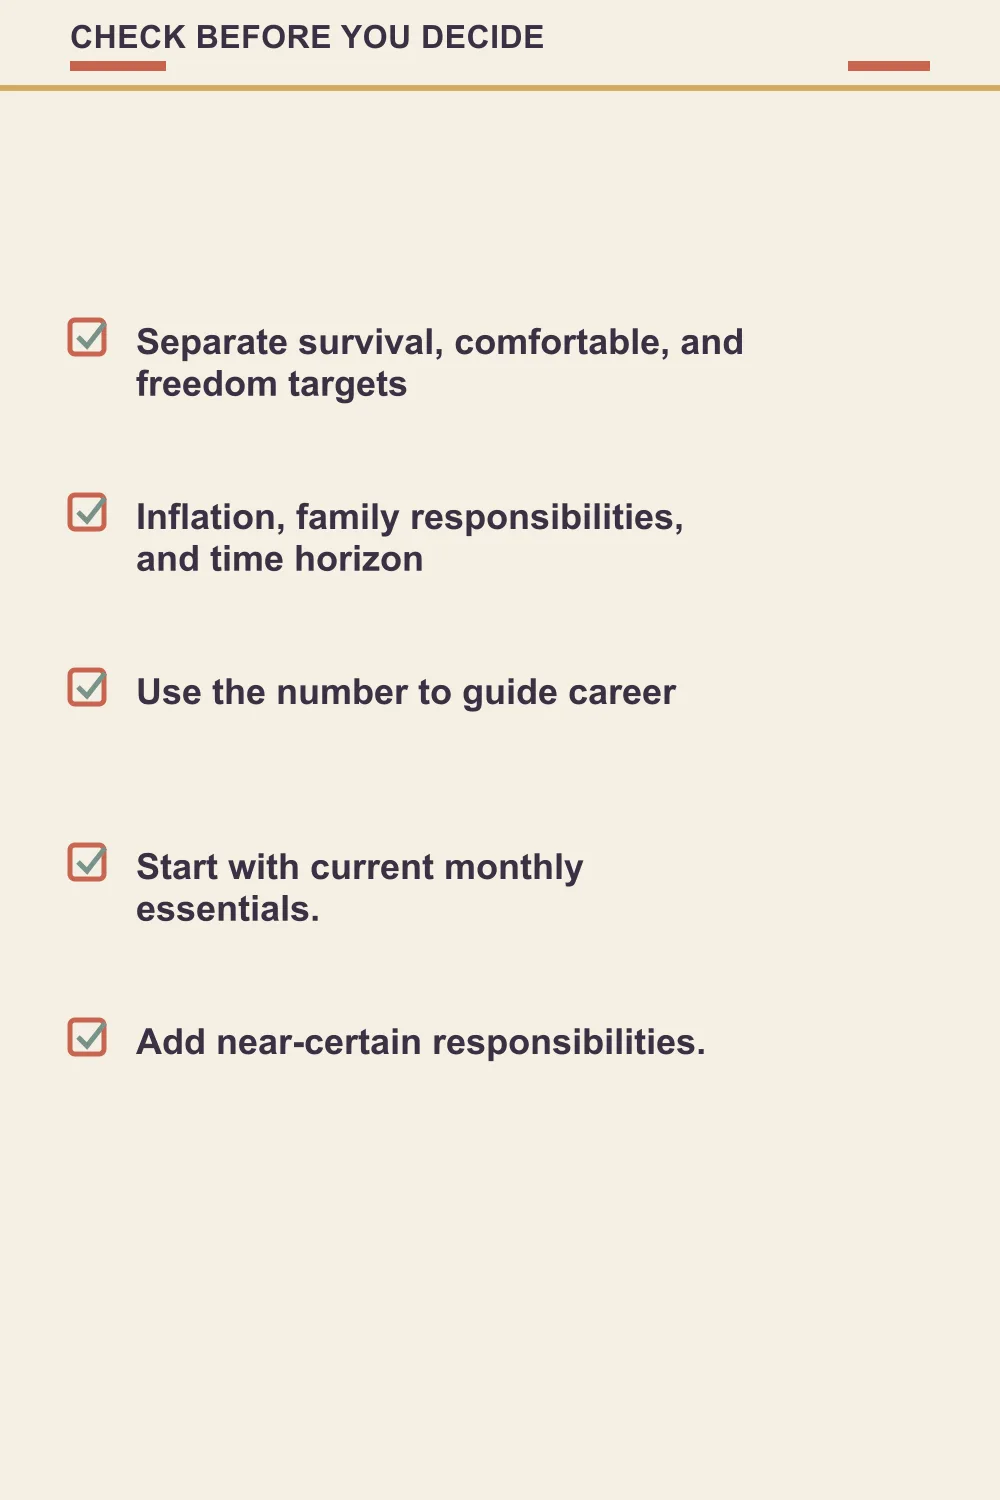 CHECK BEFORE YOU DECIDE
Separate survival, comfortable, and
freedom targets
Inflation, family responsibilities,
and time horizon
Use the number to guide career
Start with current monthly
essentials.
Add near-certain responsibilities.